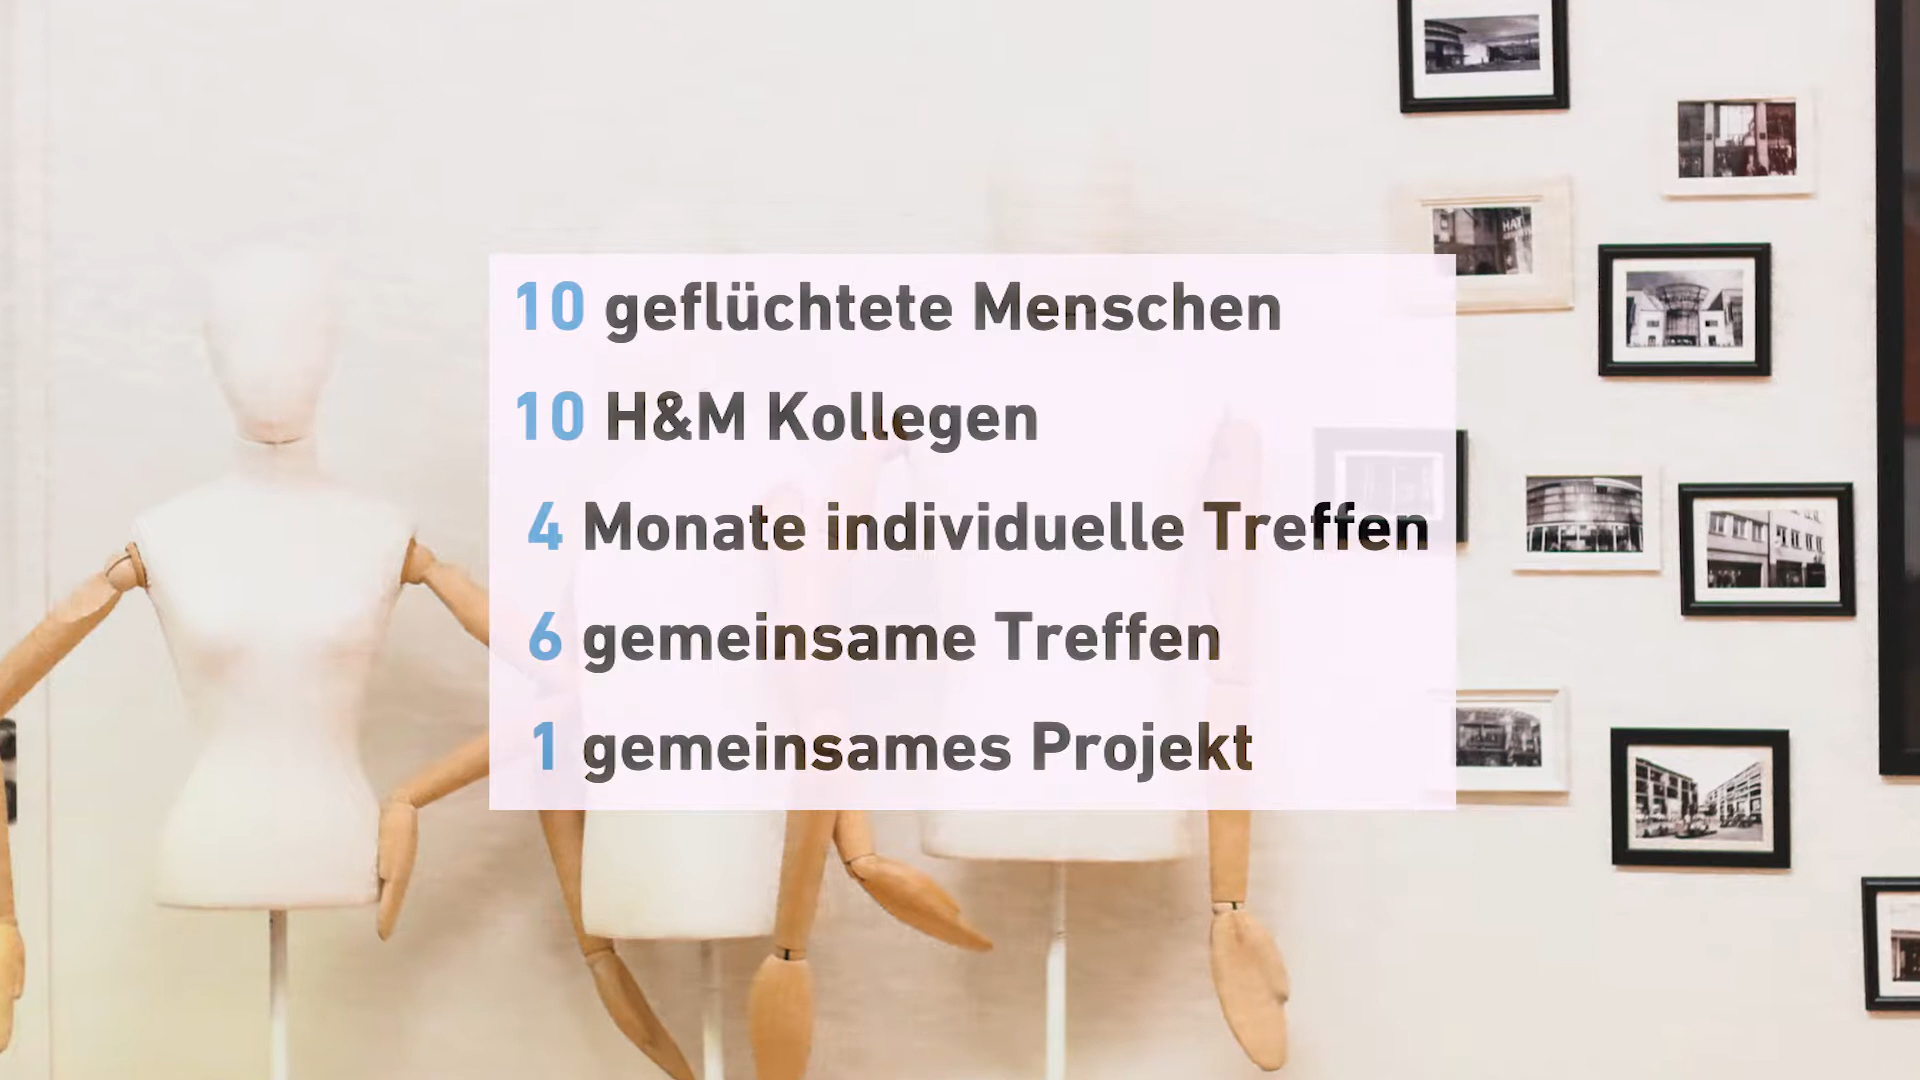 10 geflüchtete Menschen
10 H&M Kollegen
4 Monate individuelle Treffen
6 gemeinsame Treffen
1 gemeinsames Projekt